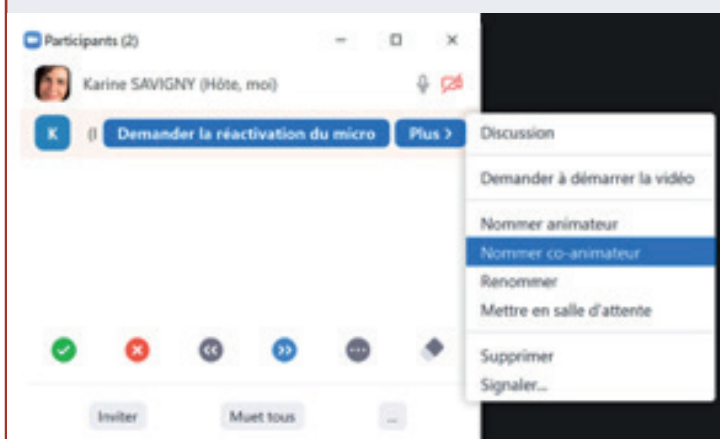 Participants (2)
Karine SAVIGNY (Hôte, moi)
K (I Demander la réactivation du micro Plus >
Discussion
Demander à démarrer la vidéo
Nommer animateur
Nommer co-animateur
Renommer
Mettre en salle d'attente
Supprimer
Signaler...
Inviter Muet tous ...